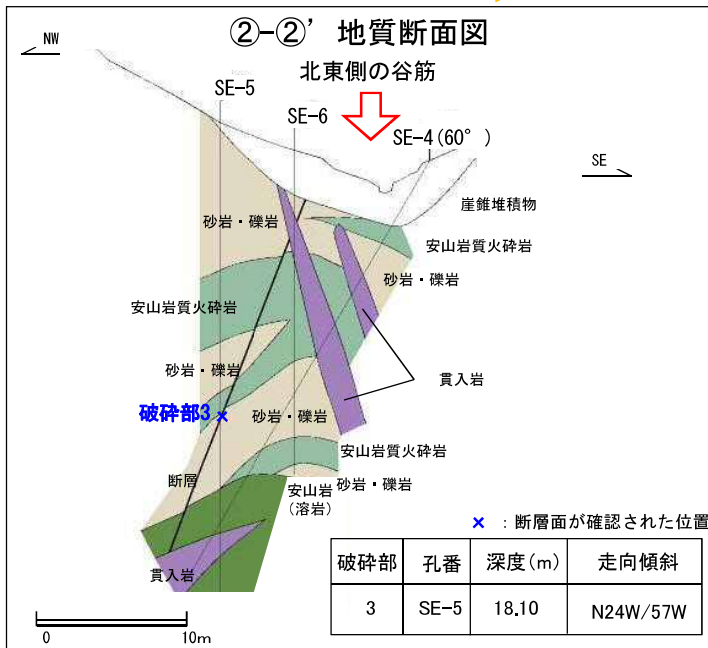 ②-②’ 地質断面図
NW
北東側の谷筋
SE-5
SE-6
SE-4(60°)
SE
崖錐堆積物
砂岩・礫岩
安山岩質火砕岩
砂岩・礫岩
安山岩質火砕岩
砂岩・礫岩
貫入岩
破砕部3
砂岩・礫岩
安山岩質火砕岩
断層
砂岩・礫岩
安山岩
(溶岩)
× : 断層面が確認された位置
貫入岩
破砕部 孔番 深度(m) 走向傾斜
3 SE-5 18.10 N24W/57W
0 10m